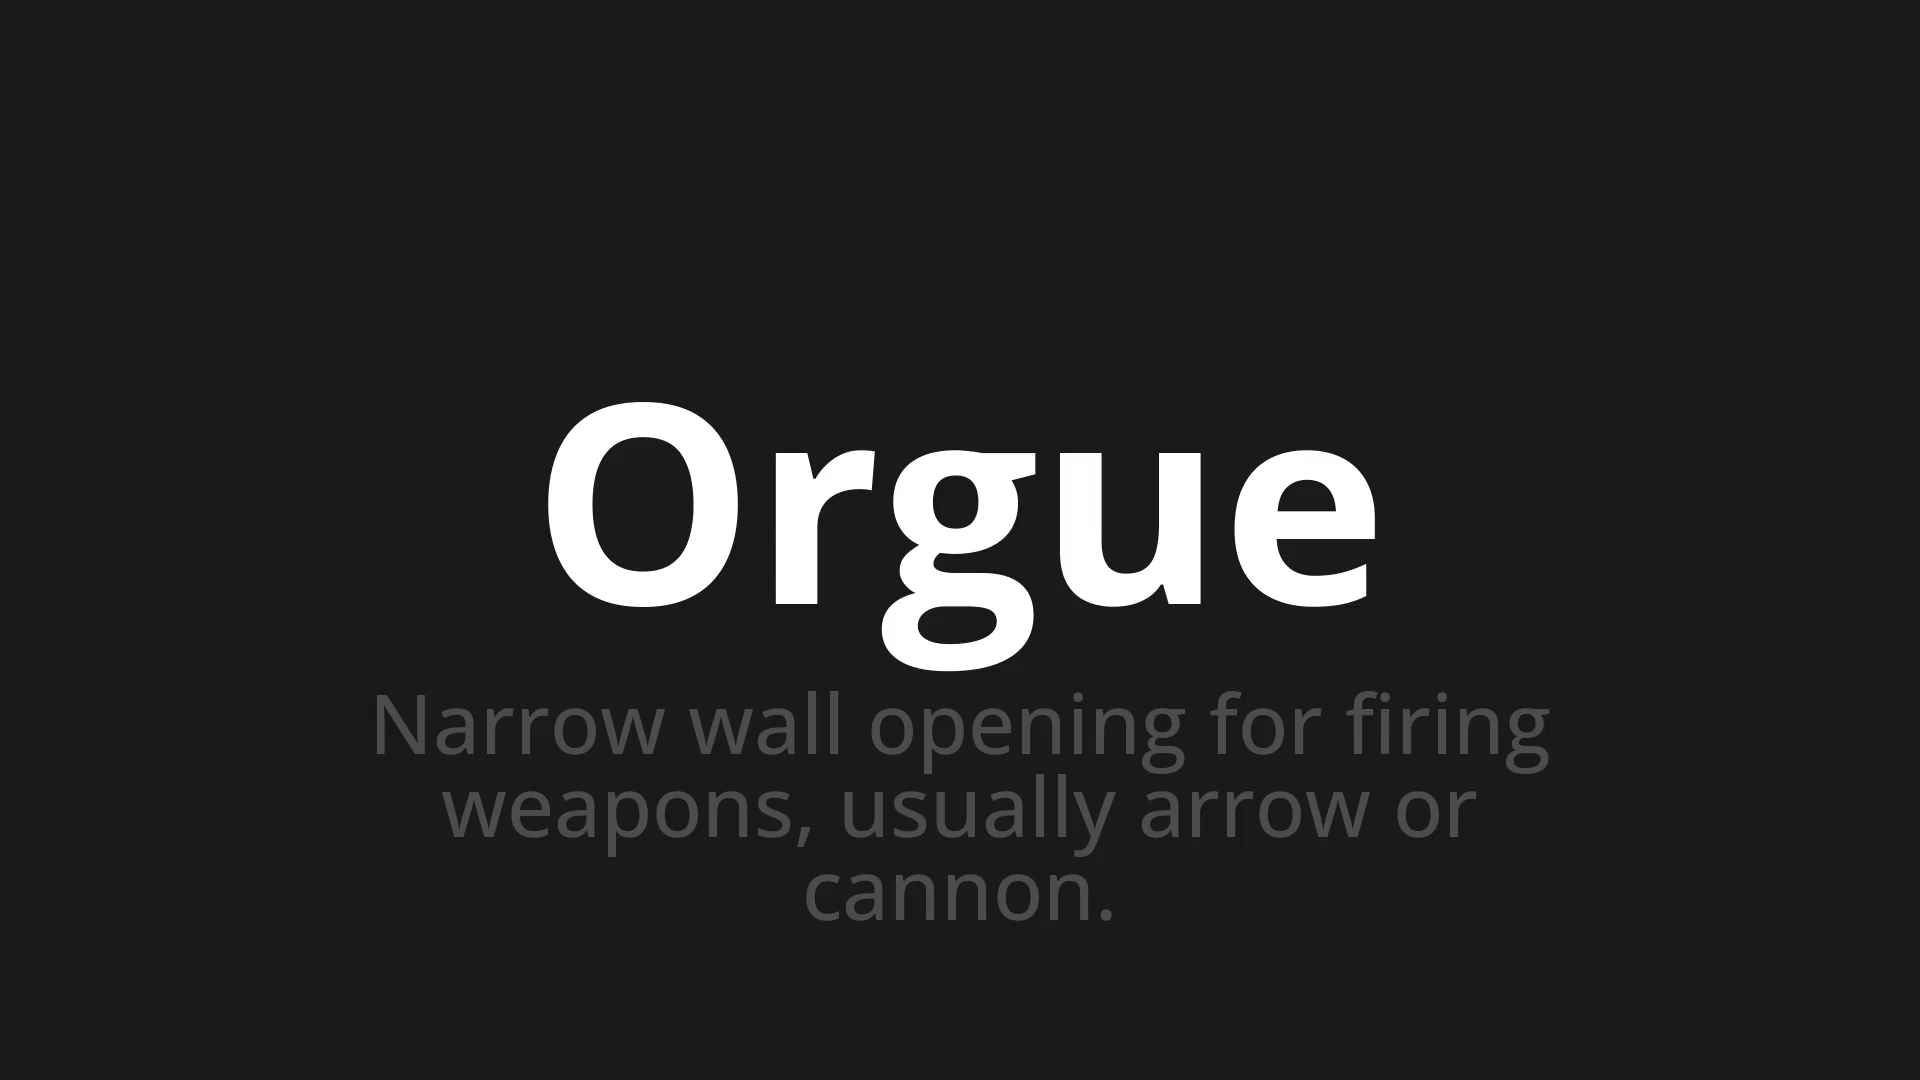 Orgue
Narrow wall opening for firing
weapons, usually arrow or
cannon.